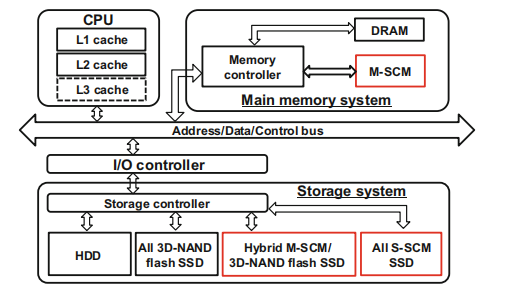 CPU
L1 cache
L2 cache
L3 cache
DRAM
Memory
controller
M-SCM
Main memory system
Address/Data/Control bus
I/O controller
Storage system
Storage controller
HDD
All 3D-NAND
flash SSD
Hybrid M-SCM/
3D-NAND flash SSD
All S-SCM
SSD